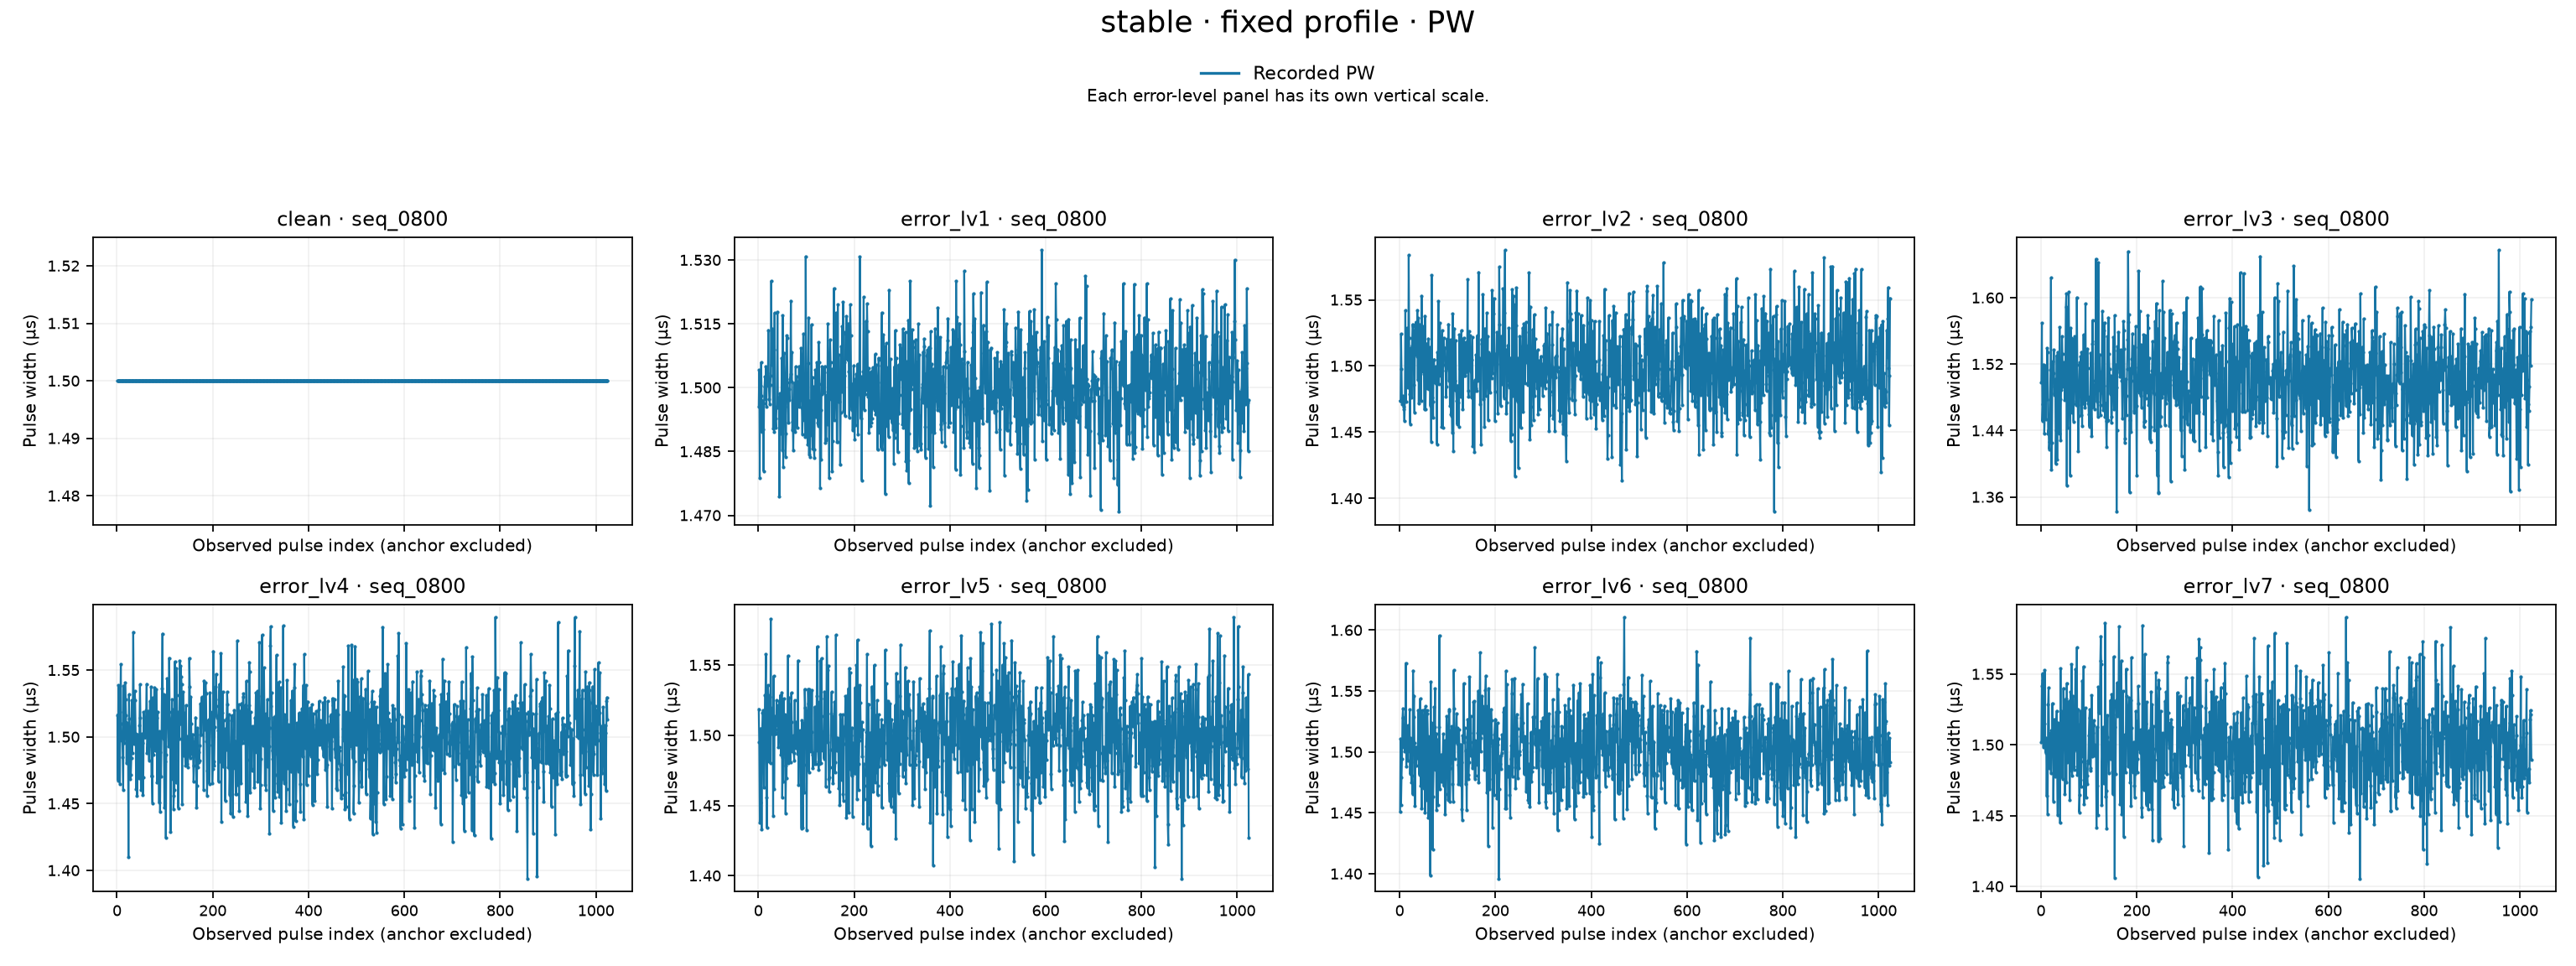 stable · fixed profile · PW
Recorded PW
Each error-level panel has its own vertical scale.
clean · seq_0800
Pulse width (µs)
1.52
1.51
1.50
1.49
1.48
Observed pulse index (anchor excluded)
error_lv1 · seq_0800
Pulse width (µs)
1.530
1.515
1.500
1.485
1.470
Observed pulse index (anchor excluded)
error_lv2 · seq_0800
Pulse width (µs)
1.55
1.50
1.45
1.40
Observed pulse index (anchor excluded)
error_lv3 · seq_0800
Pulse width (µs)
1.60
1.52
1.44
1.36
Observed pulse index (anchor excluded)
error_lv4 · seq_0800
Pulse width (µs)
1.55
1.50
1.45
1.40
0 200 400 600 800 1000
Observed pulse index (anchor excluded)
error_lv5 · seq_0800
Pulse width (µs)
1.55
1.50
1.45
1.40
0 200 400 600 800 1000
Observed pulse index (anchor excluded)
error_lv6 · seq_0800
Pulse width (µs)
1.60
1.55
1.50
1.45
1.40
0 200 400 600 800 1000
Observed pulse index (anchor excluded)
error_lv7 · seq_0800
Pulse width (µs)
1.55
1.50
1.45
1.40
0 200 400 600 800 1000
Observed pulse index (anchor excluded)